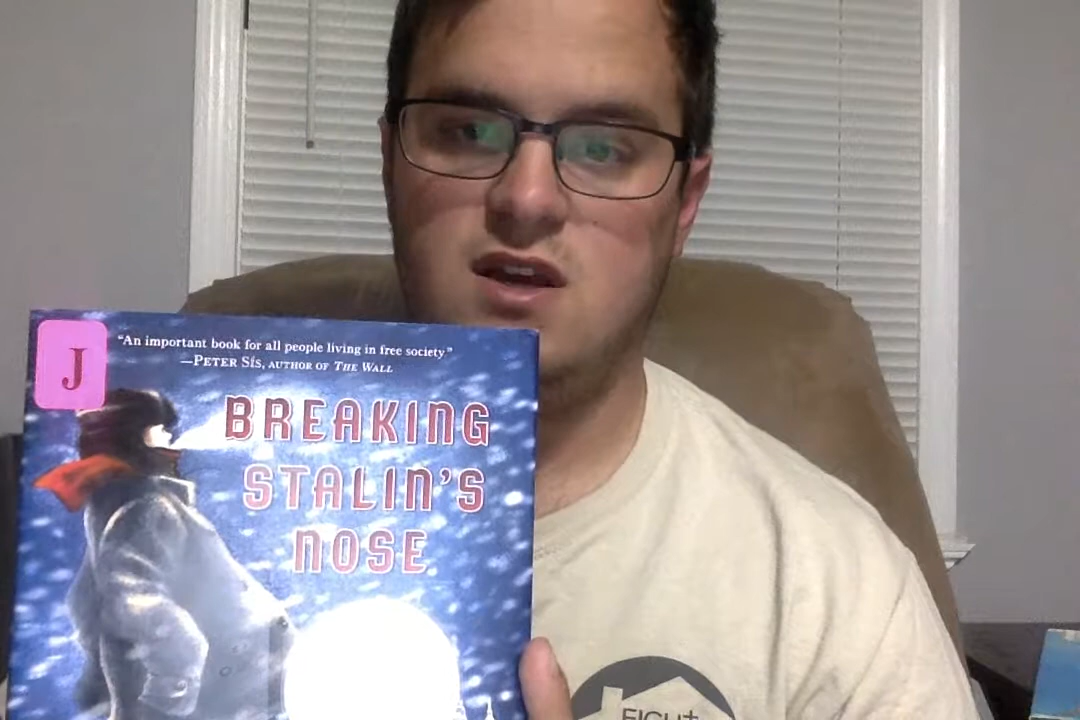 J
"An important book for all people living in free society"
—PETER SÍS, AUTHOR OF THE WALL
BREAKING
STALIN'S
NOSE